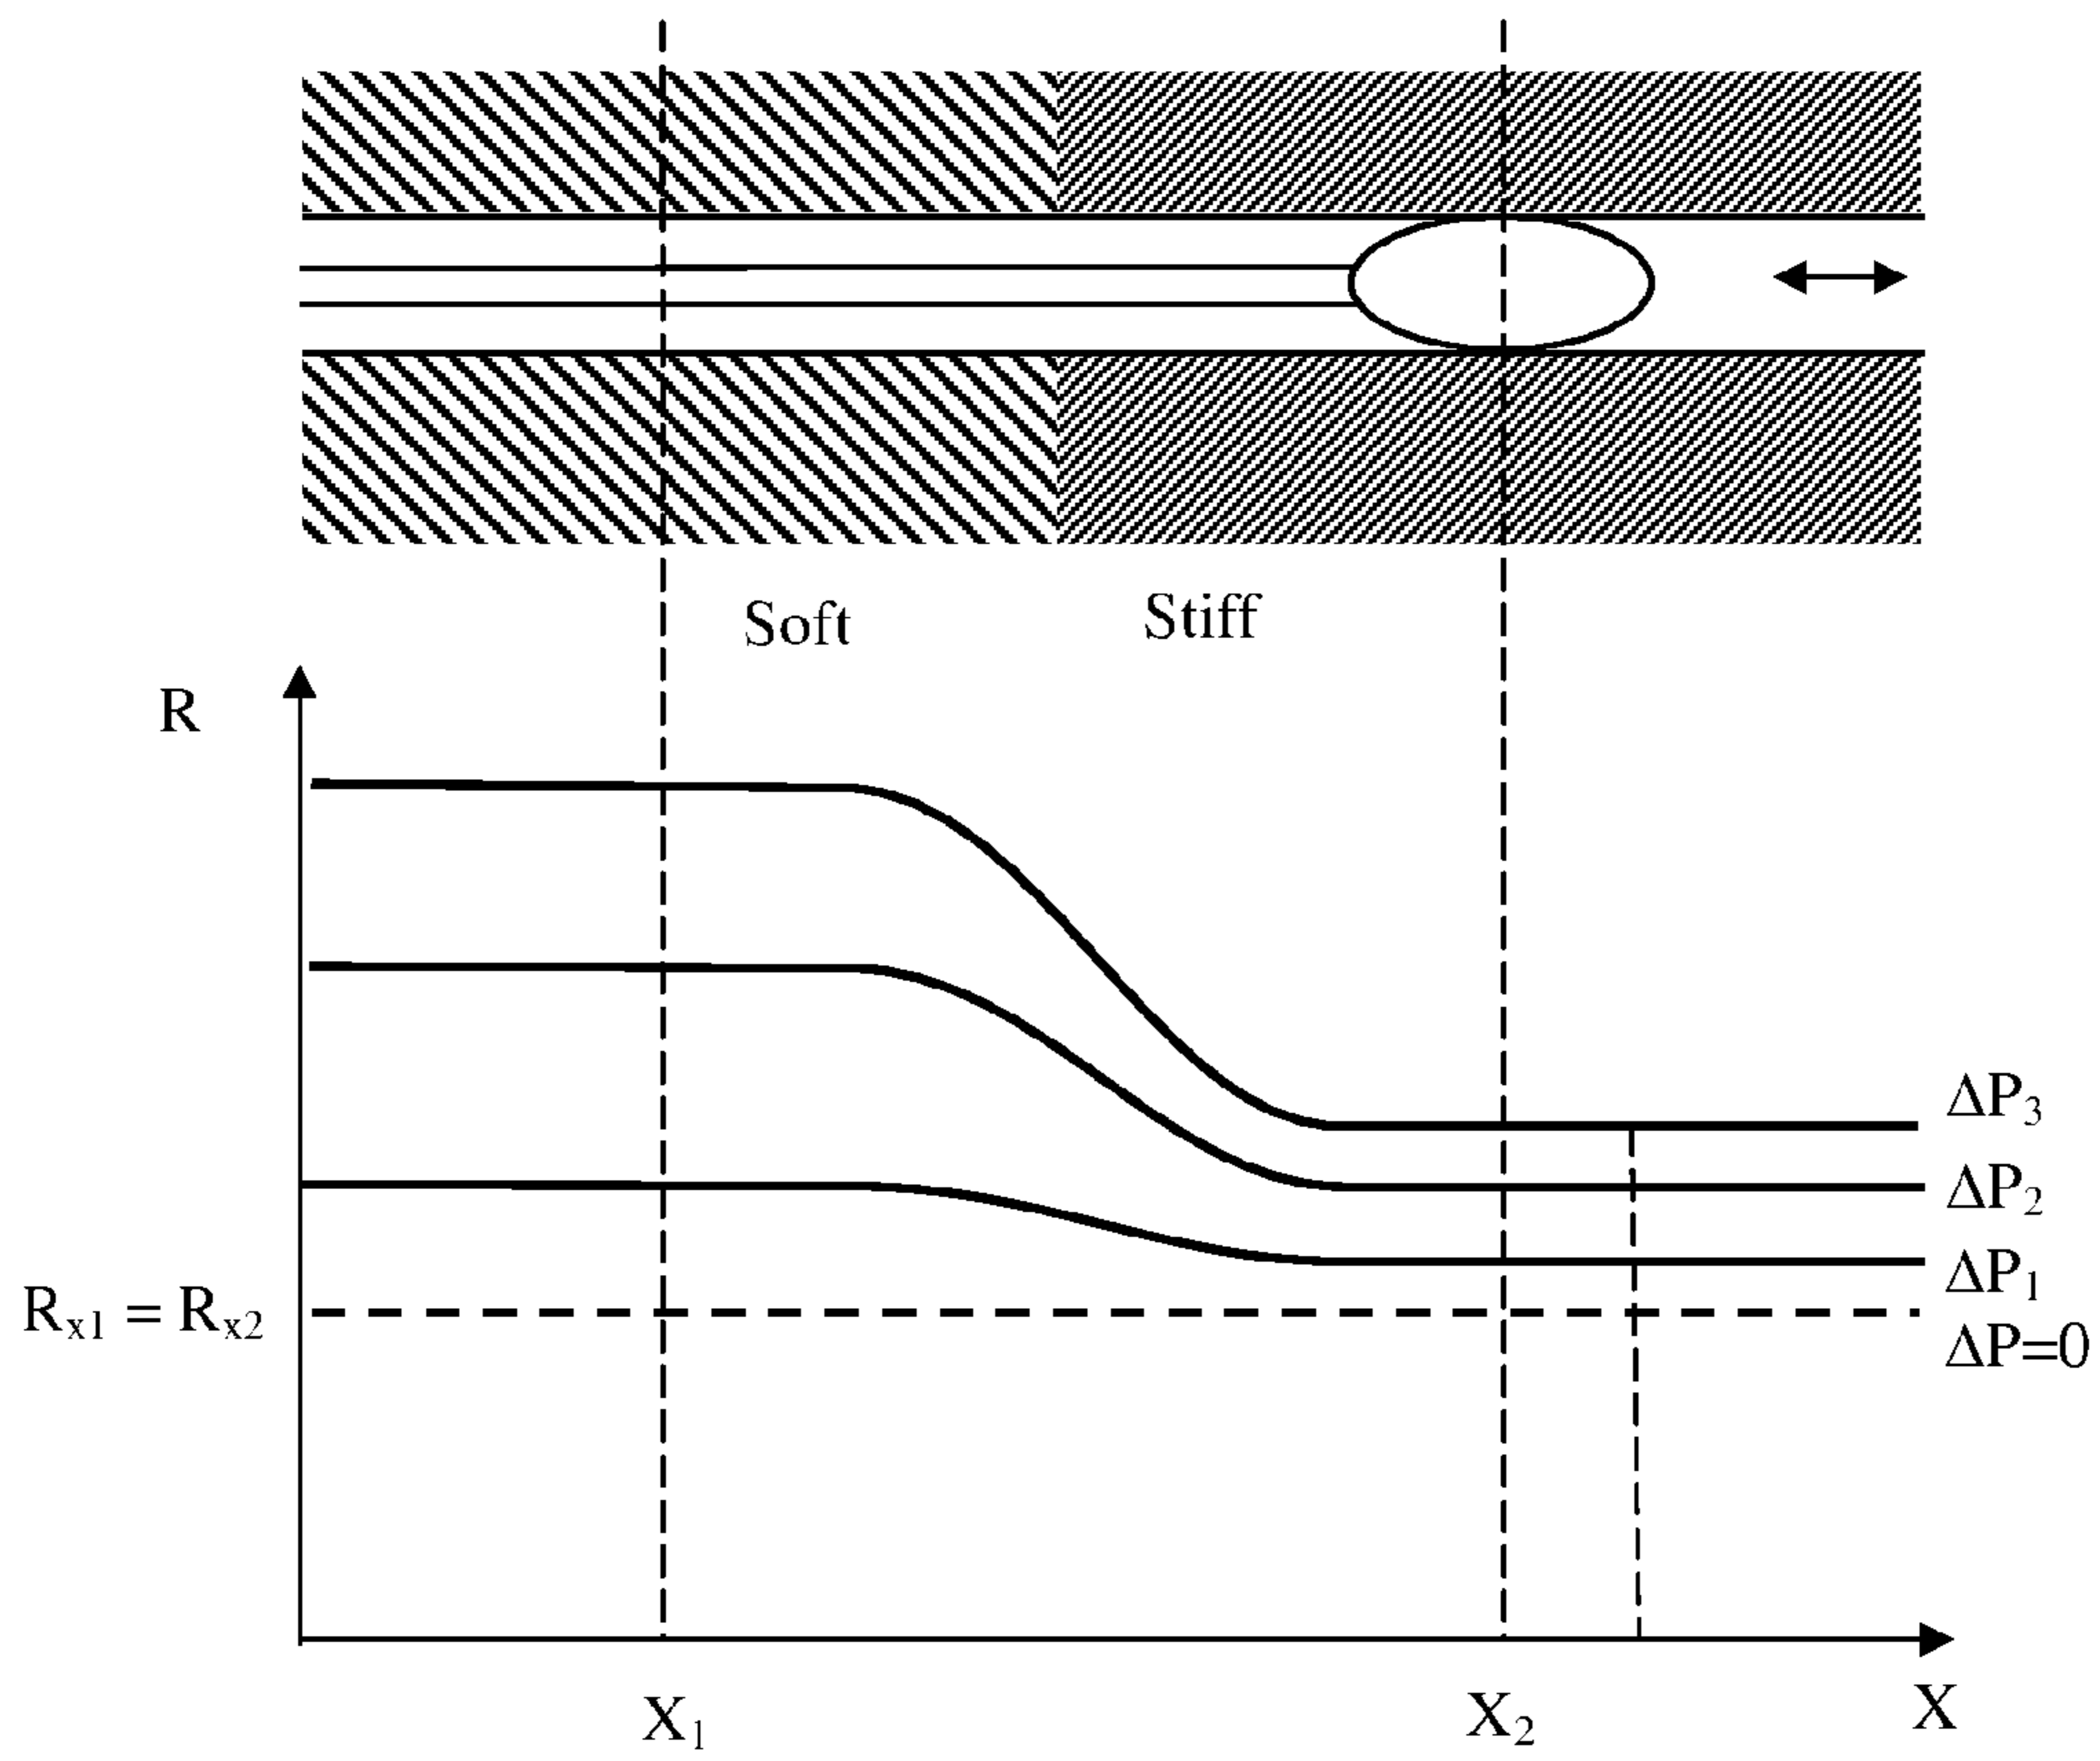 Soft Stiff
R
ΔP₃
ΔP₂
ΔP₁
Rₓ₁ = Rₓ₂
ΔP=0
X₁ X₂ X